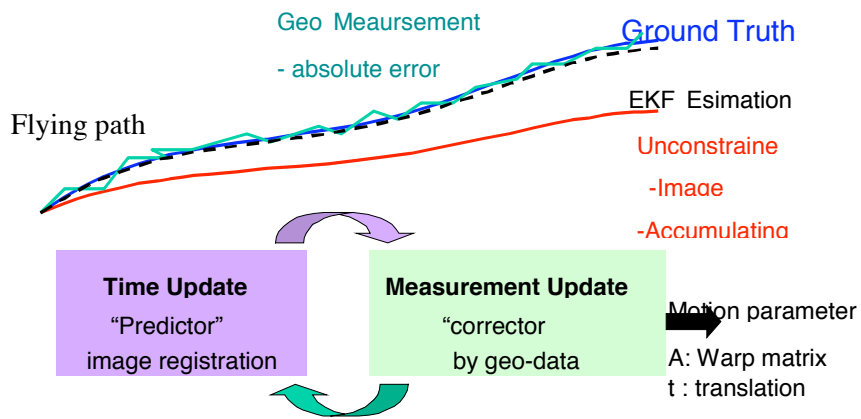 Geo Meaursement
- absolute error
Ground Truth
EKF Esimation
Flying path
Unconstraine
-Image
-Accumulating
Time Update
“Predictor”
image registration
Measurement Update
“corrector
by geo-data
Motion parameter
A: Warp matrix
t : translation